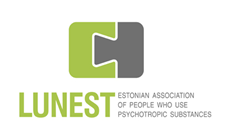 LUNEST
ESTONIAN ASSOCIATION
OF PEOPLE WHO USE
PSYCHOTROPIC SUBSTANCES